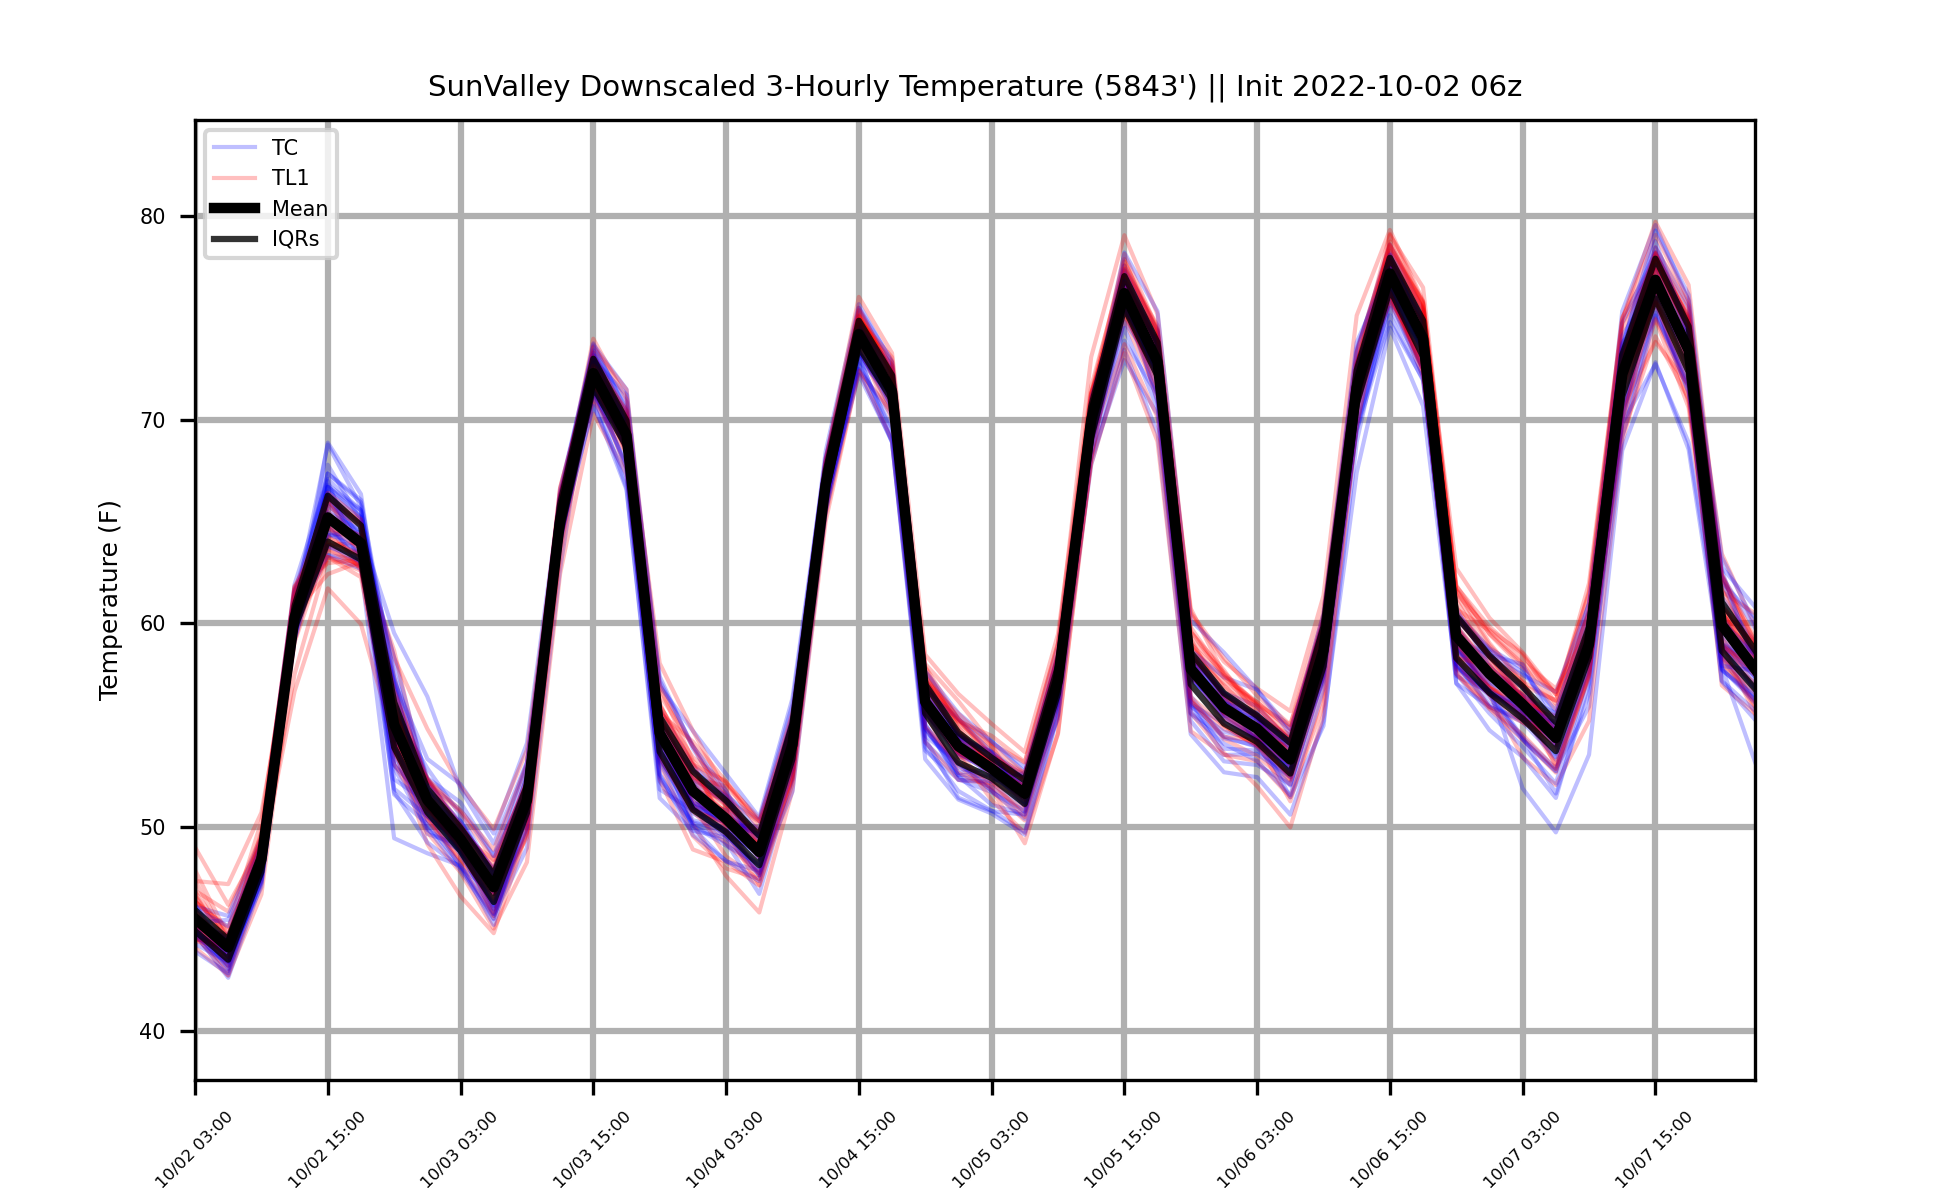 SunValley Downscaled 3-Hourly Temperature (5843') || Init 2022-10-02 06z
TC
TL1
Mean
IQRs
Temperature (F)
80
70
60
50
40
10/02 03:00
10/02 15:00
10/03 03:00
10/03 15:00
10/04 03:00
10/04 15:00
10/05 03:00
10/05 15:00
10/06 03:00
10/06 15:00
10/07 03:00
10/07 15:00